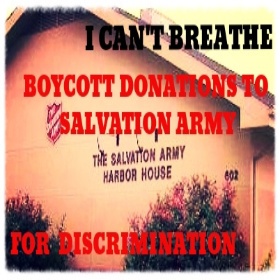 I CAN'T BREATHE
BOYCOTT DONATIONS TO
SALVATION ARMY
THE SALVATION ARMY
HARBOR HOUSE
602
FOR DISCRIMINATION